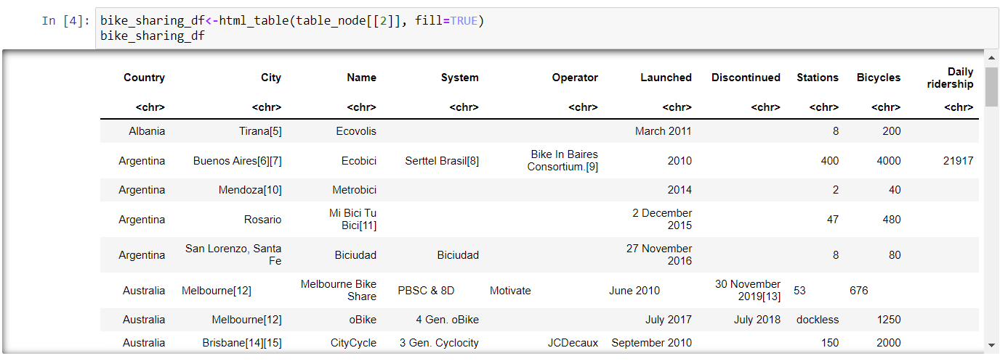 In [4]: bike_sharing_df<-html_table(table_node[[2]], fill=TRUE)
bike_sharing_df
Country City Name System Operator Launched Discontinued Stations Bicycles Daily ridership
<chr> <chr> <chr> <chr> <chr> <chr> <chr> <chr> <chr> <chr>
Albania Tirana[5] Ecovolis March 2011 8 200
Argentina Buenos Aires[6][7] Ecobici Serttel Brasil[8] Bike In Baires Consortium.[9] 2010 400 4000 21917
Argentina Mendoza[10] Metrobici 2014 2 40
Argentina Rosario Mi Bici Tu Bici[11] 2 December 2015 47 480
Argentina San Lorenzo, Santa Fe Biciudad Biciudad 27 November 2016 8 80
Australia Melbourne[12] Melbourne Bike Share PBSC & 8D Motivate June 2010 30 November 2019[13] 53 676
Australia Melbourne[12] oBike 4 Gen. oBike July 2017 July 2018 dockless 1250
Australia Brisbane[14][15] CityCycle 3 Gen. Cyclocity JCDecaux September 2010 150 2000